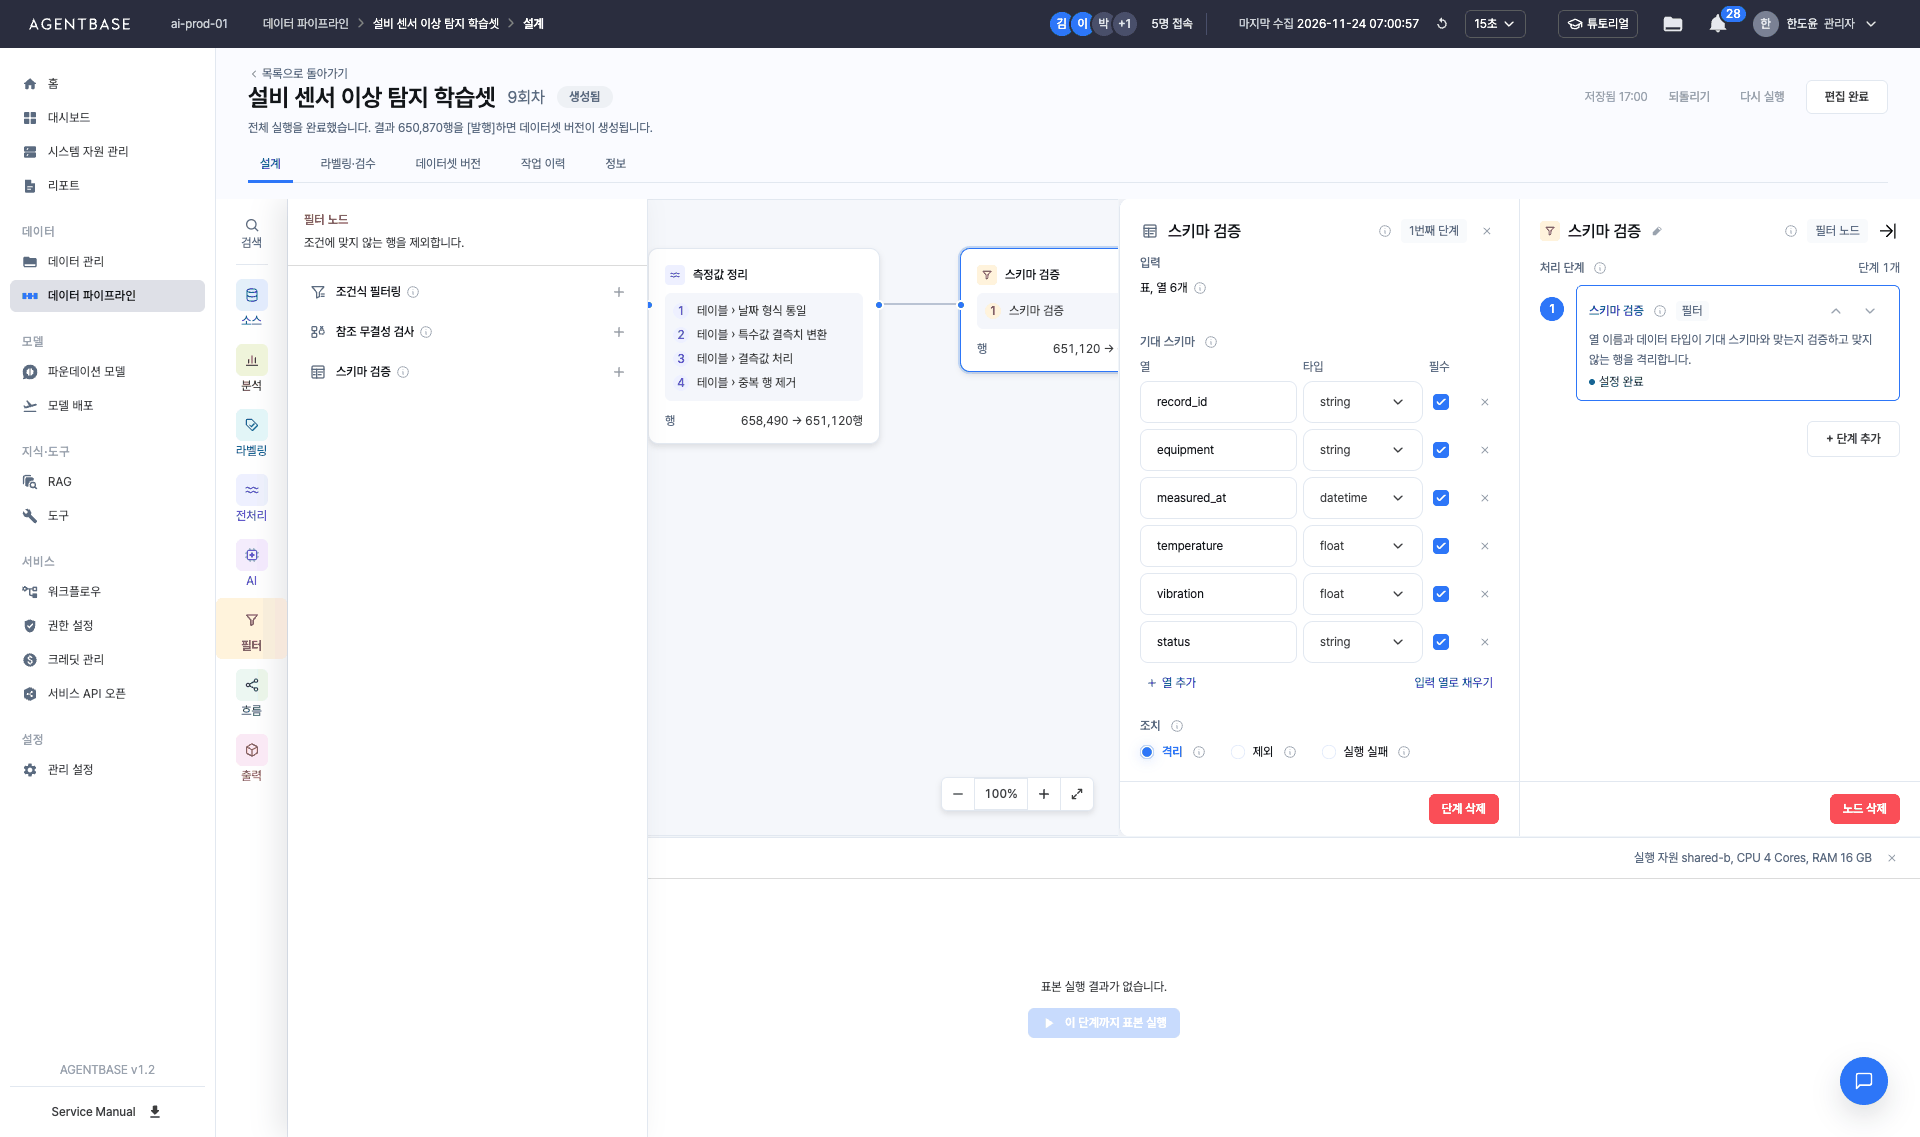 AGENTBASE
ai-prod-01
데이터 파이프라인 > 설비 센서 이상 탐지 학습셋 > 설계
김 이 박 +1 5명 접속
마지막 수집 2026-11-24 07:00:57
15초
튜토리얼
28
한 한도윤 관리자
홈
대시보드
시스템 자원 관리
리포트
데이터
데이터 관리
데이터 파이프라인
모델
파운데이션 모델
모델 배포
지식·도구
RAG
도구
서비스
워크플로우
권한 설정
크레딧 관리
서비스 API 오픈
설정
관리 설정
AGENTBASE v1.2
Service Manual
목록으로 돌아가기
설비 센서 이상 탐지 학습셋 9회차 생성됨
전체 실행을 완료했습니다. 결과 650,870행을 [발행]하면 데이터셋 버전이 생성됩니다.
저장됨 17:00 되돌리기 다시 실행 편집 완료
설계 라벨링·검수 데이터셋 버전 작업 이력 정보
검색
소스
분석
라벨링
전처리
AI
필터
흐름
출력
필터 노드
조건에 맞지 않는 행을 제외합니다.
조건식 필터링
참조 무결성 검사
스키마 검증
측정값 정리
1 테이블 › 날짜 형식 통일
2 테이블 › 특수값 결측치 변환
3 테이블 › 결측값 처리
4 테이블 › 중복 행 제거
행 658,490 → 651,120행
스키마 검증
1 스키마 검증
행 651,120 →
100%
스키마 검증 1번째 단계
입력
표, 열 6개
기대 스키마
열 타입 필수
record_id string
equipment string
measured_at datetime
temperature float
vibration float
status string
+ 열 추가 입력 열로 채우기
조치
격리 제외 실행 실패
단계 삭제
스키마 검증 필터 노드
처리 단계 단계 1개
1 스키마 검증 필터
열 이름과 데이터 타입이 기대 스키마와 맞는지 검증하고 맞지
않는 행을 격리합니다.
설정 완료
+ 단계 추가
노드 삭제
실행 자원 shared-b, CPU 4 Cores, RAM 16 GB
표본 실행 결과가 없습니다.
이 단계까지 표본 실행